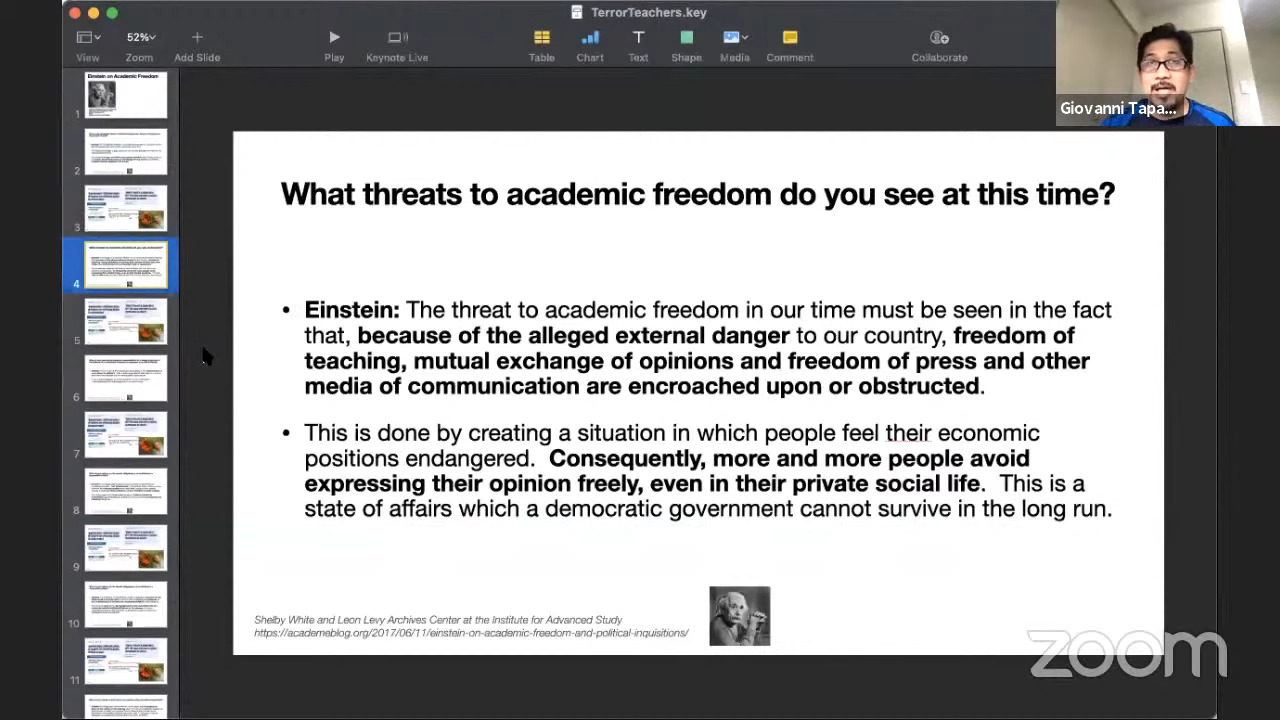 TerrorTeachers.key
52%
View
Zoom
Add Slide
Play
Keynote Live
Table
Chart
Text
Shape
Media
Comment
Collaborate
Giovanni Tapa...
Einstein on Academic Freedom
1
2
3
4
5
6
7
8
9
10
11
What threats to academic freedom do you see at this time?
• Einstein: The threat to academic freedom in our time must be seen in the fact
that, because of the alleged external danger to our country, freedom of
teaching, mutual exchange of opinions and freedom of press and other
media of communication are encroached upon or obstructed.
• This is done by creating a situation in which people feel their economic
positions endangered. Consequently, more and more people avoid
expressing their opinion freely, even in their private social life. This is a
state of affairs which a democratic government cannot survive in the long run.
Shelby White and Leon Levy Archives Center at the Institute for Advanced Study
https://academeblog.org/2017/06/11/einstein-on-academic-freedom-and-political-inquisitions/
zoom